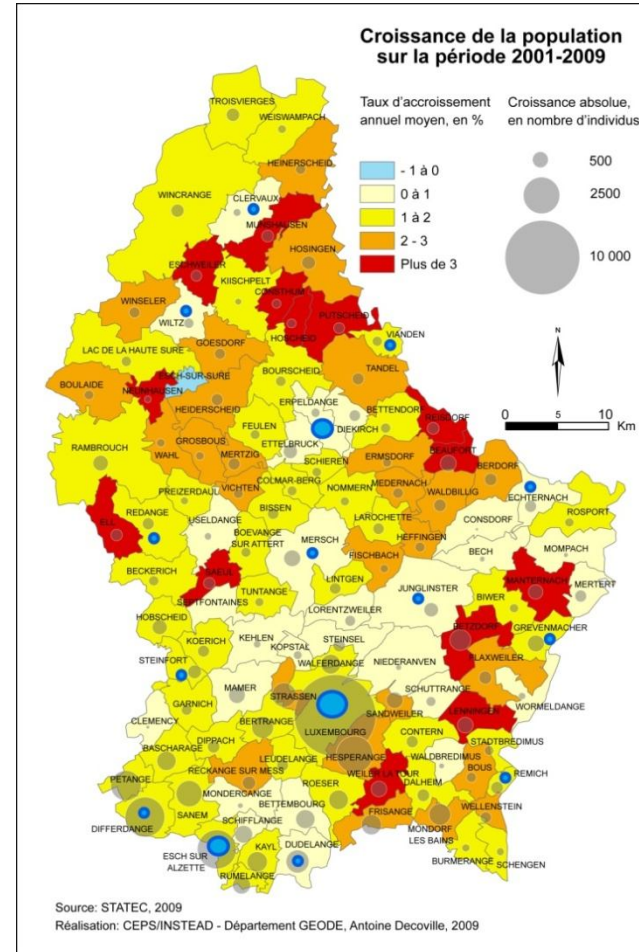 Croissance de la population
sur la période 2001-2009
Taux d'accroissement
annuel moyen, en %
- 1 à 0
0 à 1
1 à 2
2 - 3
Plus de 3
Croissance absolue,
en nombre d'individus
500
2500
10 000
N
0 5 10
Km
TROISVIERGES
WEISWAMPACH
HEINERSCHEID
WINCRANGE
CLERVAUX
MUNSHAUSEN
HOSINGEN
ESCHWEILER
KIISCHPELT
CONSTHUM
PUTSCHEID
WINSELER
WILTZ
HOSCHEID
VIANDEN
GOESDORF
LAC DE LA HAUTE SURE
ESCH-SUR-SURE
BOURSCHEID
TANDEL
BOULAIDE
NEUNHAUSEN
HEIDERSCHEID
ERPELDANGE
BETTENDORF
REISDORF
FEULEN
DIEKIRCH
ETTELBRUCK
BEAUFORT
RAMBROUCH
WAHL
GROSBOUS
MERTZIG
SCHIEREN
ERMSDORF
BERDORF
COLMAR-BERG
NOMMERN
MEDERNACH
WALDBILLIG
ECHTERNACH
PREIZERDAUL
VICHTEN
BISSEN
LAROCHETTE
CONSDORF
ROSPORT
ELL
REDANGE
USELDANGE
BOEVANGE
SUR ATTERT
MERSCH
HEFFINGEN
BECH
MOMPACH
FISCHBACH
BECKERICH
SAEUL
LINTGEN
JUNGLINSTER
MANTERNACH
MERTERT
SEPTFONTAINES
TUNTANGE
LORENTZWEILER
BIWER
HOBSCHEID
BETZDORF
GREVENMACHER
KOERICH
KEHLEN
KOPSTAL
STEINSEL
STEINFORT
WALFERDANGE
NIEDERANVEN
FLAXWEILER
MAMER
STRASSEN
SCHUTTRANGE
WORMELDANGE
GARNICH
SANDWEILER
LENNINGEN
CLEMENCY
BERTRANGE
LUXEMBOURG
CONTERN
STADTBREDIMUS
DIPPACH
HESPERANGE
BASCHARAGE
LEUDELANGE
WALDBREDIMUS
RECKANGE SUR MESS
WEILER LA TOUR
BOUS
REMICH
PETANGE
ROESER
DALHEIM
MONDERCANGE
SANEM
BETTEMBOURG
WELLENSTEIN
DIFFERDANGE
SCHIFFLANGE
FRISANGE
MONDORF
LES BAINS
ESCH SUR
ALZETTE
KAYL
DUDELANGE
BURMERANGE
SCHENGEN
RUMELANGE
Source: STATEC, 2009
Réalisation: CEPS/INSTEAD - Département GEODE, Antoine Decoville, 2009